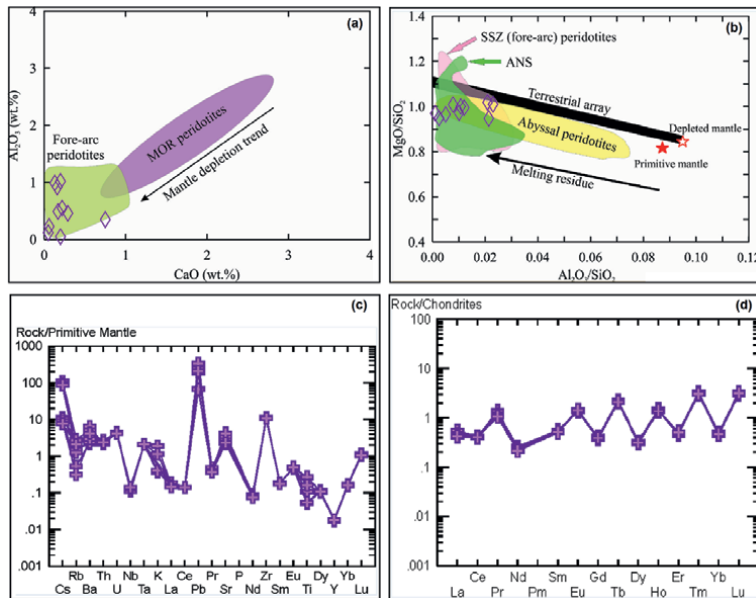 (a)
Al₂O₃ (wt.%)
4
3
2
1
0
Fore-arc
peridotites
MOR peridotites
Mantle depletion trend
0
1
2
3
4
CaO (wt.%)
(b)
MgO/SiO₂
1.4
1.2
1.0
0.8
0.6
0.4
SSZ (fore-arc) peridotites
ANS
Terrestrial array
Abyssal peridotites
Depleted mantle
Primitive mantle
Melting residue
0.00
0.02
0.04
0.06
0.08
0.10
0.12
Al₂O₃/SiO₂
(c)
Rock/Primitive Mantle
1000
100
10
1
.1
.01
.001
Rb Th Nb K Ce Pr P Zr Eu Dy Yb
Cs Ba U Ta La Pb Sr Nd Sm Ti Y Lu
(d)
Rock/Chondrites
100
10
1
.1
.01
.001
Ce Nd Sm Gd Dy Er Yb
La Pr Pm Eu Tb Ho Tm Lu